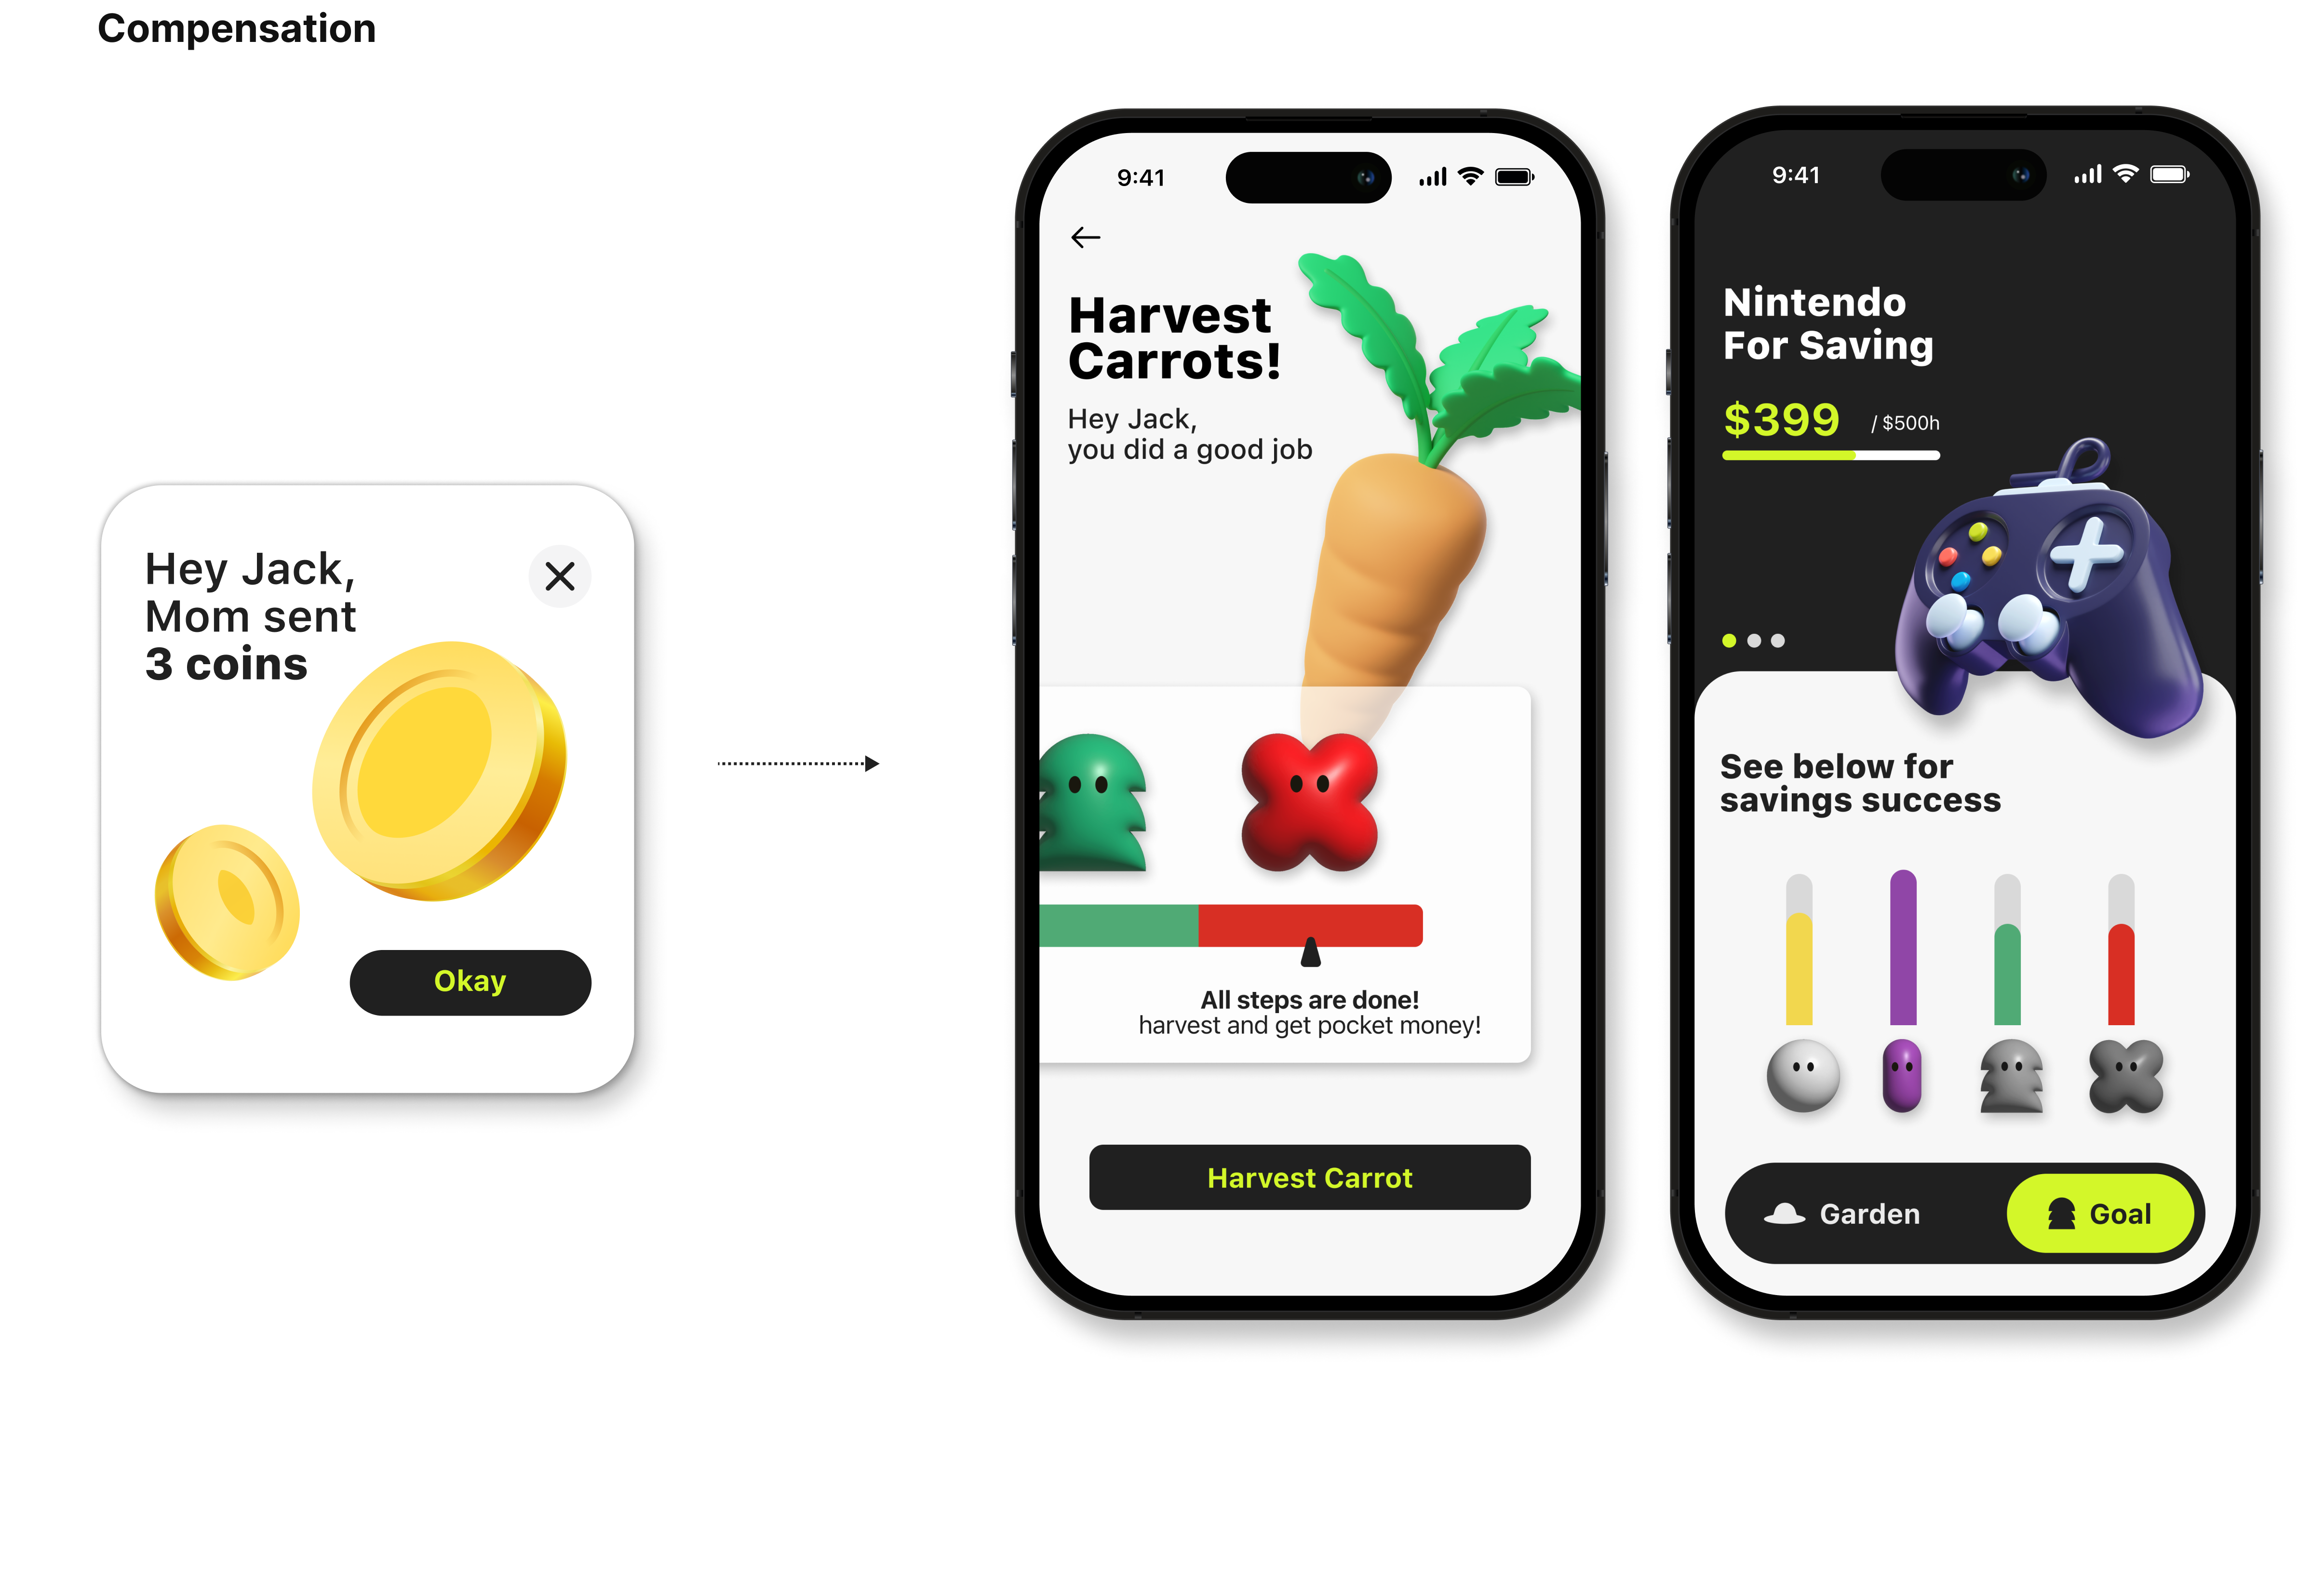 Compensation
Hey Jack,
Mom sent
3 coins
Okay
9:41
Harvest
Carrots!
Hey Jack,
you did a good job
All steps are done!
harvest and get pocket money!
Harvest Carrot
9:41
Nintendo
For Saving
$399 / $500h
See below for
savings success
Garden
Goal